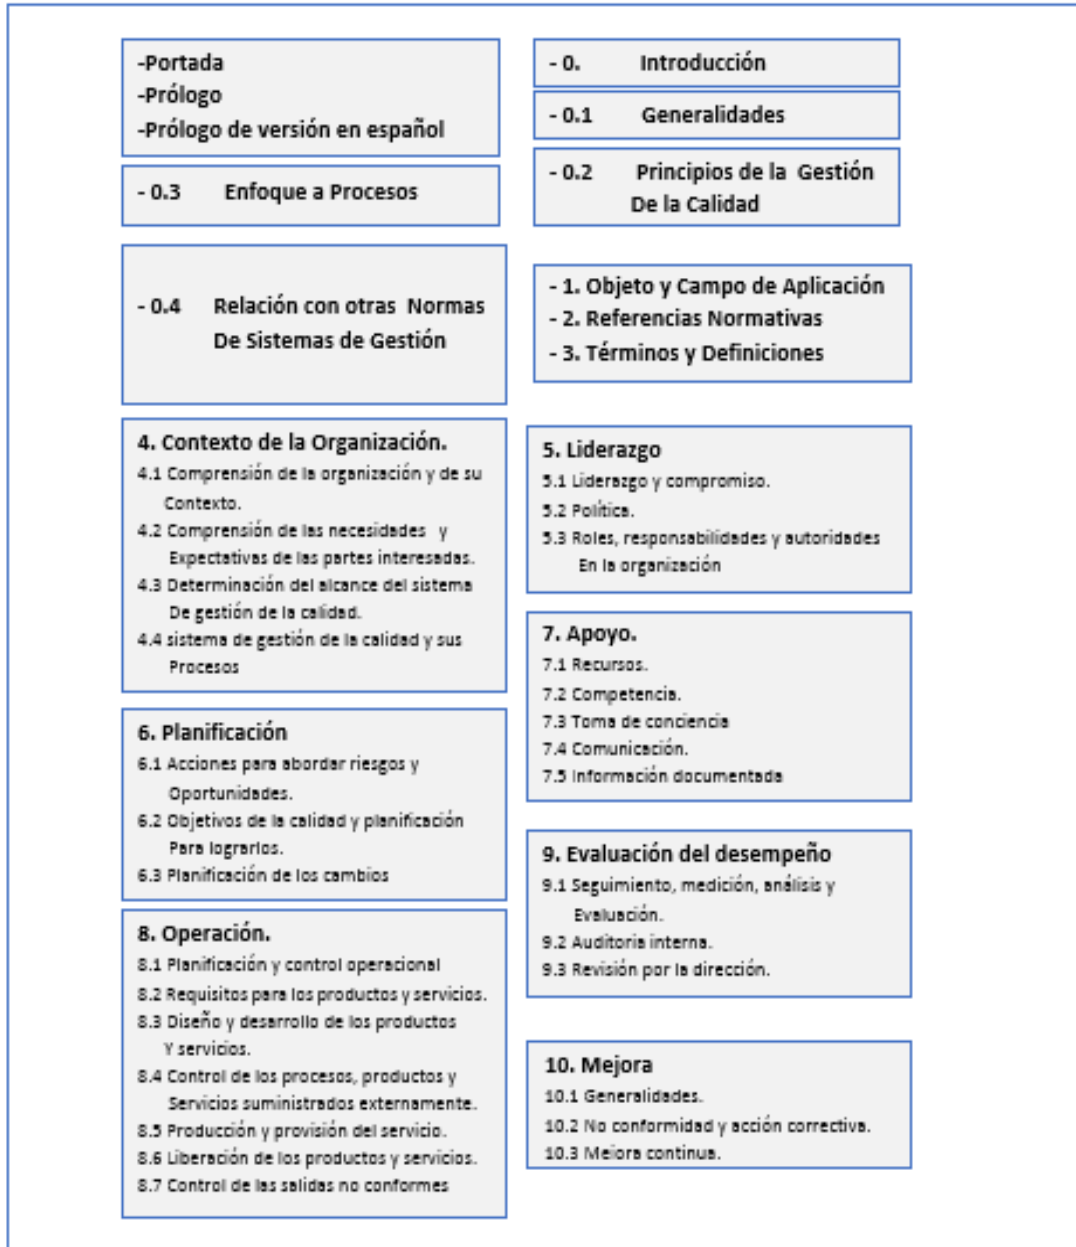 -Portada
-Prólogo
-Prólogo de versión en español
- 0. Introducción
- 0.1 Generalidades
- 0.2 Principios de la Gestión
De la Calidad
- 0.3 Enfoque a Procesos
- 0.4 Relación con otras Normas
De Sistemas de Gestión
- 1. Objeto y Campo de Aplicación
- 2. Referencias Normativas
- 3. Términos y Definiciones
4. Contexto de la Organización.
4.1 Comprensión de la organización y de su
Contexto.
4.2 Comprensión de las necesidades y
Expectativas de las partes interesadas.
4.3 Determinación del alcance del sistema
De gestión de la calidad.
4.4 sistema de gestión de la calidad y sus
Procesos
5. Liderazgo
5.1 Liderazgo y compromiso.
5.2 Política.
5.3 Roles, responsabilidades y autoridades
En la organización
6. Planificación
6.1 Acciones para abordar riesgos y
Oportunidades.
6.2 Objetivos de la calidad y planificación
Para lograrlos.
6.3 Planificación de los cambios
7. Apoyo.
7.1 Recursos.
7.2 Competencia.
7.3 Toma de conciencia
7.4 Comunicación.
7.5 Información documentada
8. Operación.
8.1 Planificación y control operacional
8.2 Requisitos para los productos y servicios.
8.3 Diseño y desarrollo de los productos
Y servicios.
8.4 Control de los procesos, productos y
Servicios suministrados externamente.
8.5 Producción y provisión del servicio.
8.6 Liberación de los productos y servicios.
8.7 Control de las salidas no conformes
9. Evaluación del desempeño
9.1 Seguimiento, medición, análisis y
Evaluación.
9.2 Auditoria interna.
9.3 Revisión por la dirección.
10. Mejora
10.1 Generalidades.
10.2 No conformidad y acción correctiva.
10.3 Mejora continua.